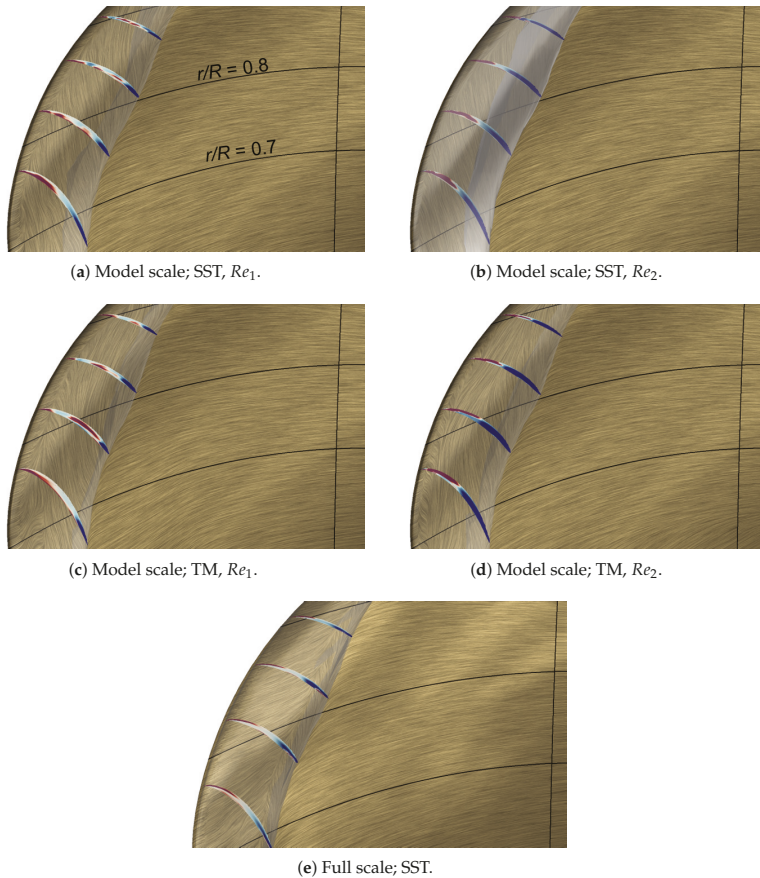 r/R = 0.8
r/R = 0.7
(a) Model scale; SST, Re₁.
(b) Model scale; SST, Re₂.
(c) Model scale; TM, Re₁.
(d) Model scale; TM, Re₂.
(e) Full scale; SST.